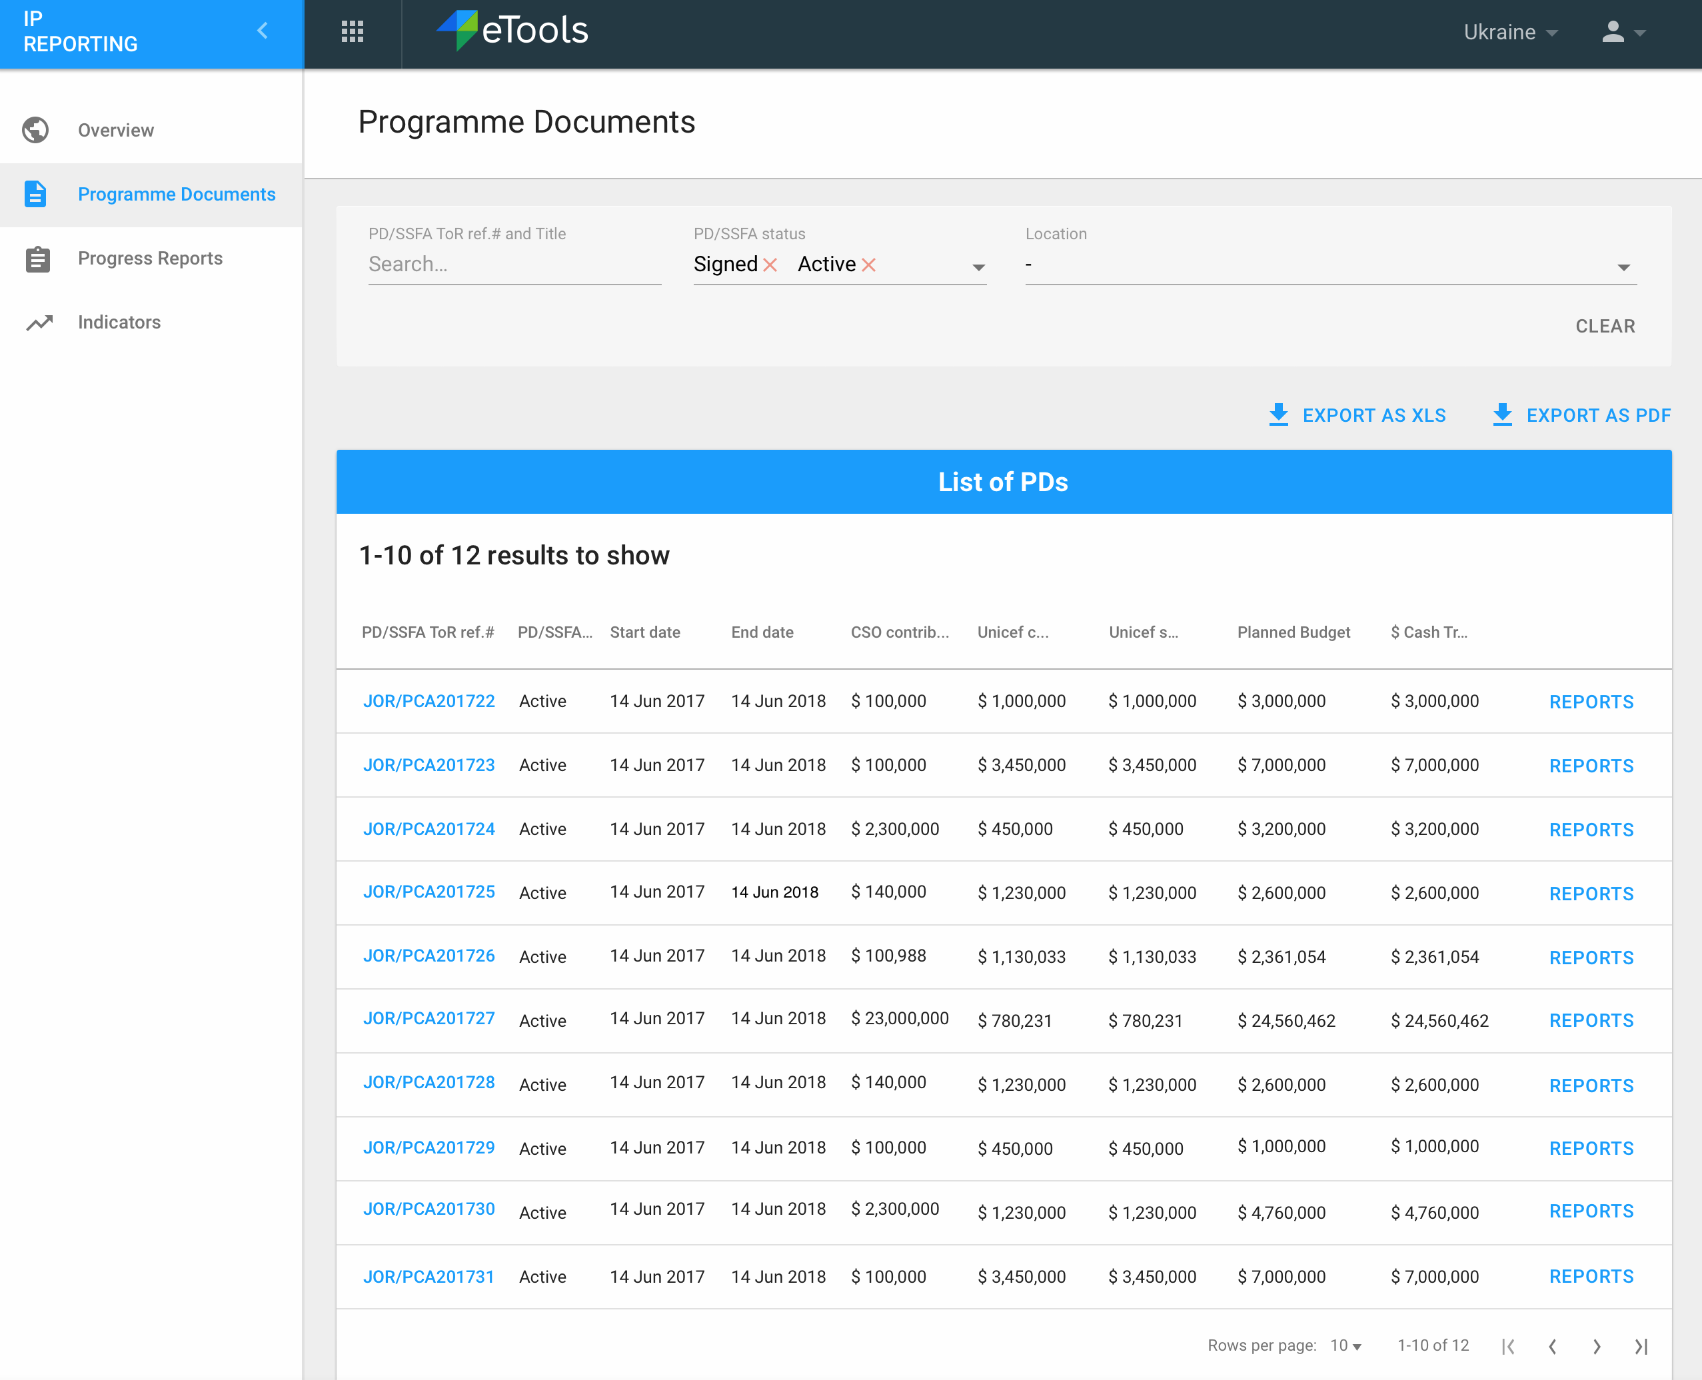 IP
REPORTING
eTools
Ukraine
Overview
Programme Documents
Progress Reports
Indicators
Programme Documents
PD/SSFA ToR ref.# and Title PD/SSFA status Location
Search... Signed Active -
CLEAR
EXPORT AS XLS EXPORT AS PDF
List of PDs
1-10 of 12 results to show
PD/SSFA ToR ref.# PD/SSFA... Start date End date CSO contrib... Unicef c... Unicef s... Planned Budget $ Cash Tr...
JOR/PCA201722 Active 14 Jun 2017 14 Jun 2018 $ 100,000 $ 1,000,000 $ 1,000,000 $ 3,000,000 $ 3,000,000 REPORTS
JOR/PCA201723 Active 14 Jun 2017 14 Jun 2018 $ 100,000 $ 3,450,000 $ 3,450,000 $ 7,000,000 $ 7,000,000 REPORTS
JOR/PCA201724 Active 14 Jun 2017 14 Jun 2018 $ 2,300,000 $ 450,000 $ 450,000 $ 3,200,000 $ 3,200,000 REPORTS
JOR/PCA201725 Active 14 Jun 2017 14 Jun 2018 $ 140,000 $ 1,230,000 $ 1,230,000 $ 2,600,000 $ 2,600,000 REPORTS
JOR/PCA201726 Active 14 Jun 2017 14 Jun 2018 $ 100,988 $ 1,130,033 $ 1,130,033 $ 2,361,054 $ 2,361,054 REPORTS
JOR/PCA201727 Active 14 Jun 2017 14 Jun 2018 $ 23,000,000 $ 780,231 $ 780,231 $ 24,560,462 $ 24,560,462 REPORTS
JOR/PCA201728 Active 14 Jun 2017 14 Jun 2018 $ 140,000 $ 1,230,000 $ 1,230,000 $ 2,600,000 $ 2,600,000 REPORTS
JOR/PCA201729 Active 14 Jun 2017 14 Jun 2018 $ 100,000 $ 450,000 $ 450,000 $ 1,000,000 $ 1,000,000 REPORTS
JOR/PCA201730 Active 14 Jun 2017 14 Jun 2018 $ 2,300,000 $ 1,230,000 $ 1,230,000 $ 4,760,000 $ 4,760,000 REPORTS
JOR/PCA201731 Active 14 Jun 2017 14 Jun 2018 $ 100,000 $ 3,450,000 $ 3,450,000 $ 7,000,000 $ 7,000,000 REPORTS
Rows per page: 10 1-10 of 12